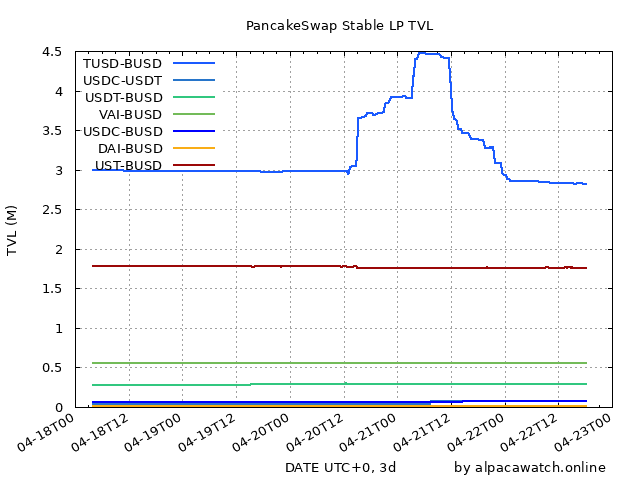 PancakeSwap Stable LP TVL
4.5
4
3.5
3
2.5
2
1.5
1
0.5
0
TVL (M)
TUSD-BUSD
USDC-USDT
USDT-BUSD
VAI-BUSD
USDC-BUSD
DAI-BUSD
UST-BUSD
04-18T00
04-18T12
04-19T00
04-19T12
04-20T00
04-20T12
04-21T00
04-21T12
04-22T00
04-22T12
04-23T00
DATE UTC+0, 3d
by alpacawatch.online